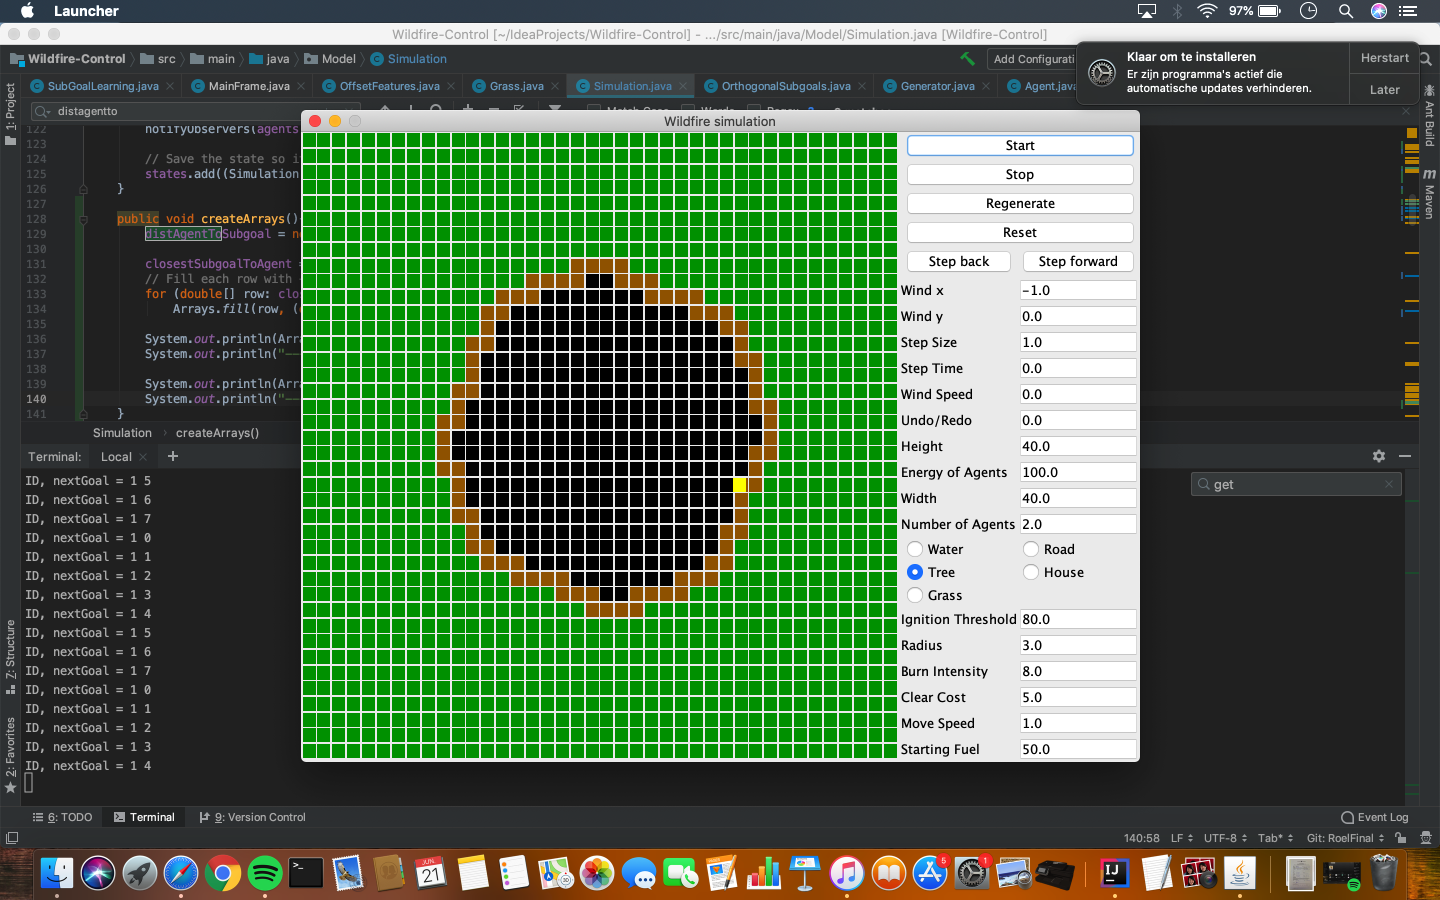 Launcher
97%
Wildfire-Control [~/IdeaProjects/Wildfire-Control] - .../src/main/java/Model/Simulation.java [Wildfire-Control]
Wildfire-Control
src
main
java
Model
Simulation
Add Configurati
Klaar om te installeren
Er zijn programma's actief die
automatische updates verhinderen.
Herstart
Later
SubGoalLearning.java
MainFrame.java
OffsetFeatures.java
Grass.java
Simulation.java
OrthogonalSubgoals.java
Generator.java
Agent.java
1: Project
Ant Build
Maven
distagentto
122 notifyObservers(agents
123
124 // Save the state so i
125 states.add((Simulation
126 }
127
128 public void createArrays()
129 distAgentToSubgoal = ne
130
131 closestSubgoalToAgent =
132 // Fill each row with
133 for (double[] row: clo
134 Arrays.fill(row, (
135
136 System.out.println(Arr
137 System.out.println("--
138
139 System.out.println(Arr
140 System.out.println("--
141 }
Simulation
createArrays()
Terminal:
Local
get
ID, nextGoal = 1 5
ID, nextGoal = 1 6
ID, nextGoal = 1 7
ID, nextGoal = 1 0
ID, nextGoal = 1 1
ID, nextGoal = 1 2
ID, nextGoal = 1 3
ID, nextGoal = 1 4
ID, nextGoal = 1 5
ID, nextGoal = 1 6
ID, nextGoal = 1 7
ID, nextGoal = 1 0
ID, nextGoal = 1 1
ID, nextGoal = 1 2
ID, nextGoal = 1 3
ID, nextGoal = 1 4
Z: Structure
2: Favorites
Wildfire simulation
Start
Stop
Regenerate
Reset
Step back
Step forward
Wind x -1.0
Wind y 0.0
Step Size 1.0
Step Time 0.0
Wind Speed 0.0
Undo/Redo 0.0
Height 40.0
Energy of Agents 100.0
Width 40.0
Number of Agents 2.0
Water
Road
Tree
House
Grass
Ignition Threshold 80.0
Radius 3.0
Burn Intensity 8.0
Clear Cost 5.0
Move Speed 1.0
Starting Fuel 50.0
6: TODO
Terminal
9: Version Control
Event Log
140:58
LF
UTF-8
Tab*
Git: RoelFinal
JUN
21
5
1
IJ